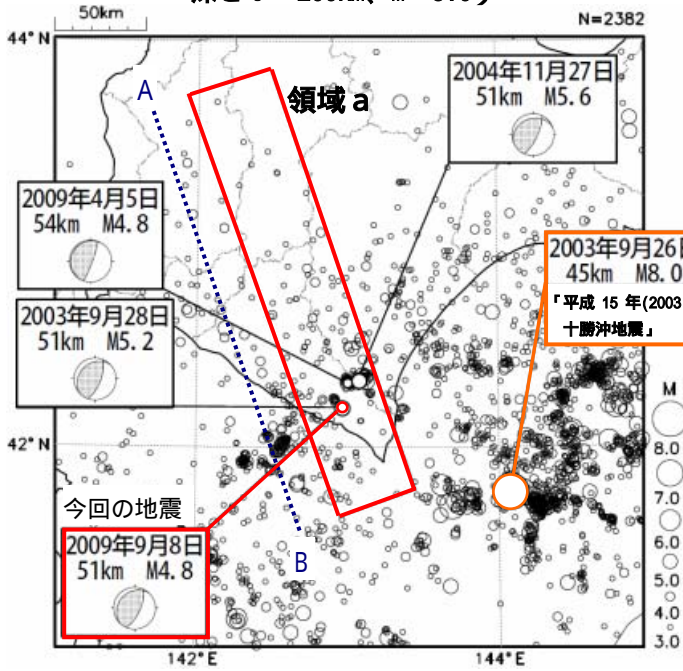 50km
N=2382
44°N
A
領域a
2004年11月27日
51km M5.6
2009年4月5日
54km M4.8
2003年9月26日
45km M8.0
「平成 15 年(2003
十勝沖地震」
2003年9月28日
51km M5.2
M
42°N
8.0
7.0
今回の地震
6.0
2009年9月8日
51km M4.8
B
5.0
4.0
3.0
142°E
144°E